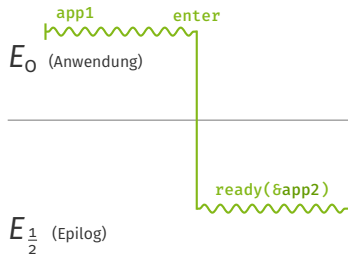 app1 enter
E₀ (Anwendung)
ready(&app2)
E½ (Epilog)